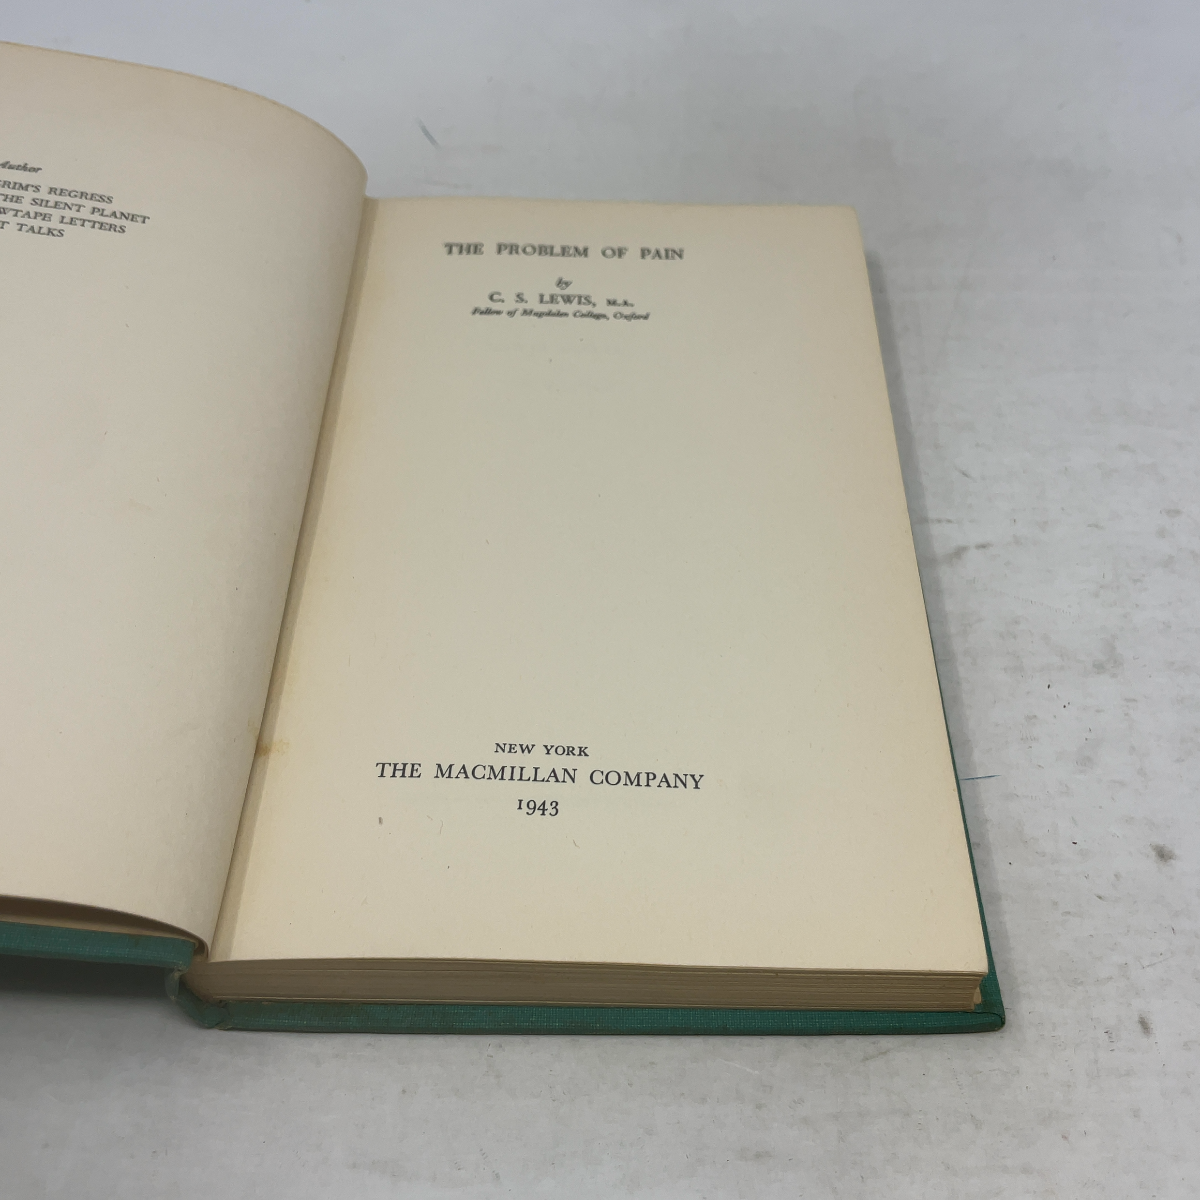 Author
GRIM'S REGRESS
THE SILENT PLANET
WTAPE LETTERS
T TALKS
THE PROBLEM OF PAIN
by
C. S. LEWIS, M.A.
Fellow of Magdalen College, Oxford
NEW YORK
THE MACMILLAN COMPANY
1943